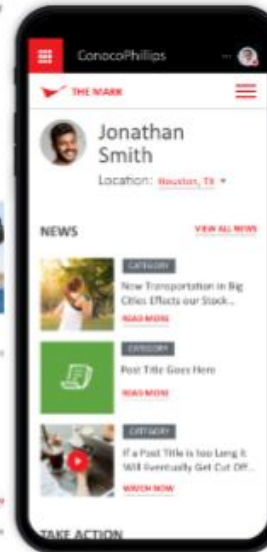 ConocoPhillips
THE MARK
Jonathan
Smith
Location: Houston, TX
NEWS
VIEW ALL NEWS
CATEGORY
How Transportation in Big
Cities Effects our Stock...
READ MORE
CATEGORY
Post Title Goes Here
READ MORE
CATEGORY
If a Post Title is too Long it
Will Eventually Get Cut Off...
WATCH NOW
TAKE ACTION